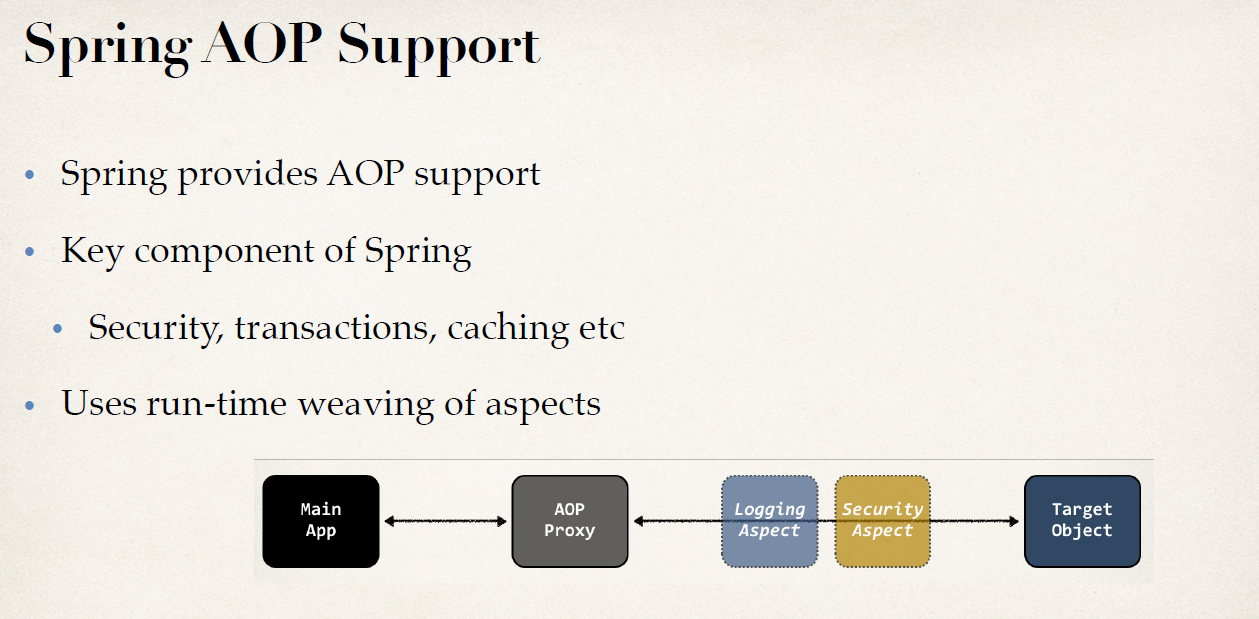 Spring AOP Support
Spring provides AOP support
Key component of Spring
Security, transactions, caching etc
Uses run-time weaving of aspects
Main
App
AOP
Proxy
Logging
Aspect
Security
Aspect
Target
Object